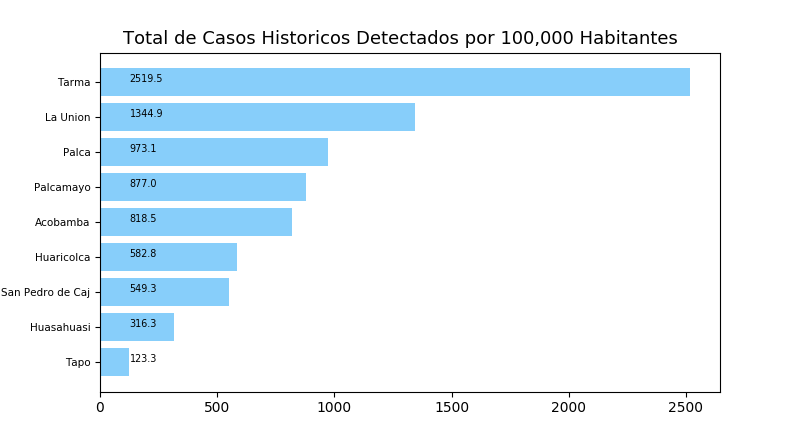 Total de Casos Historicos Detectados por 100,000 Habitantes
Tarma 2519.5
La Union 1344.9
Palca 973.1
Palcamayo 877.0
Acobamba 818.5
Huaricolca 582.8
San Pedro de Caj 549.3
Huasahuasi 316.3
Tapo 123.3
0 500 1000 1500 2000 2500